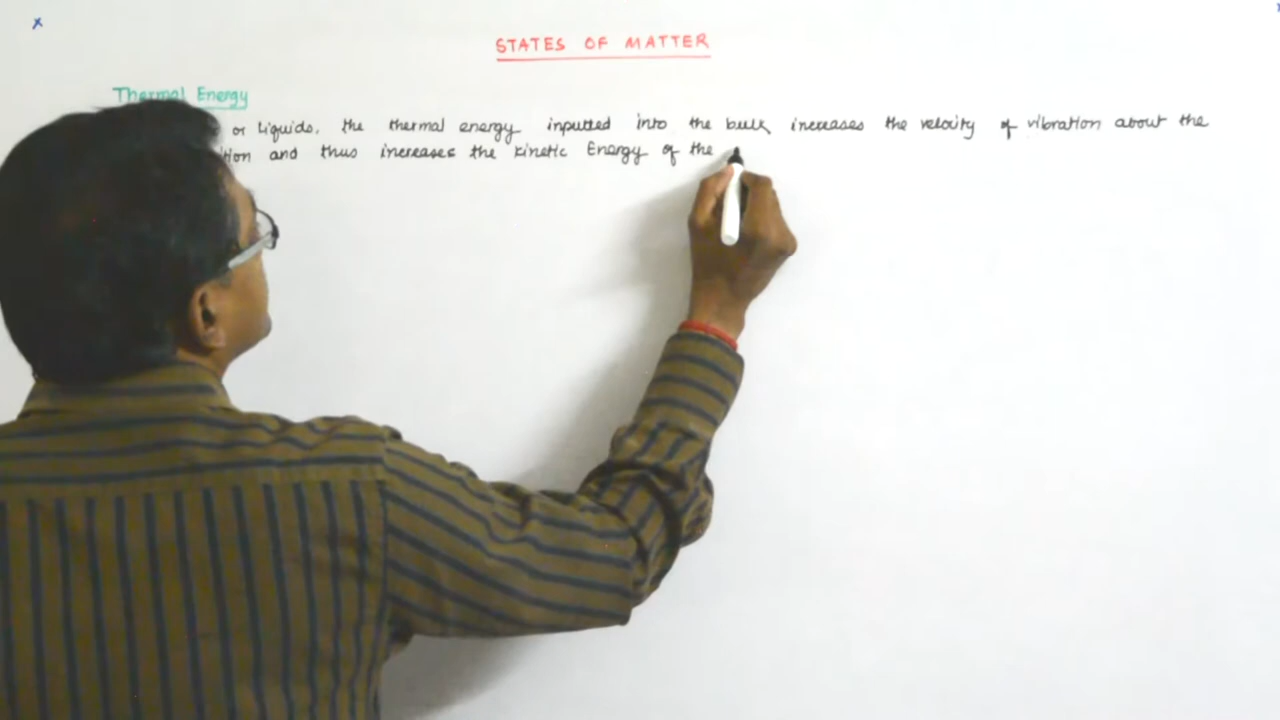 STATES OF MATTER
Thermal Energy
or Liquids, the thermal energy inputted into the bulk increases the velocity of vibration about the
tion and thus increases the kinetic Energy of the